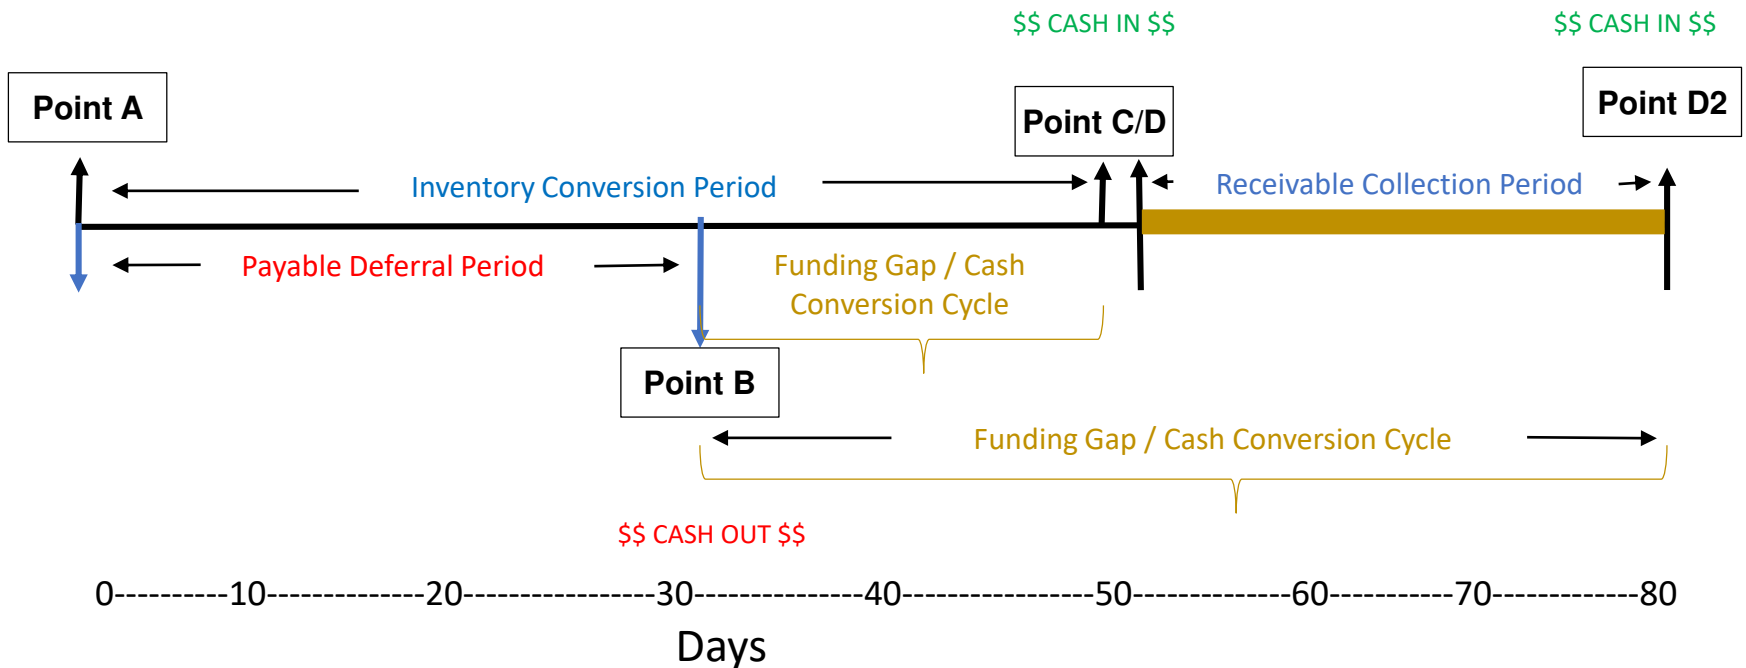 $$ CASH IN $$
$$ CASH IN $$
Point A
Point C/D
Point D2
Inventory Conversion Period
Receivable Collection Period
Payable Deferral Period
Funding Gap / Cash
Conversion Cycle
Point B
Funding Gap / Cash Conversion Cycle
$$ CASH OUT $$
0----------10-------------20----------------30------------40----------------50-----------60----------70------------80
Days